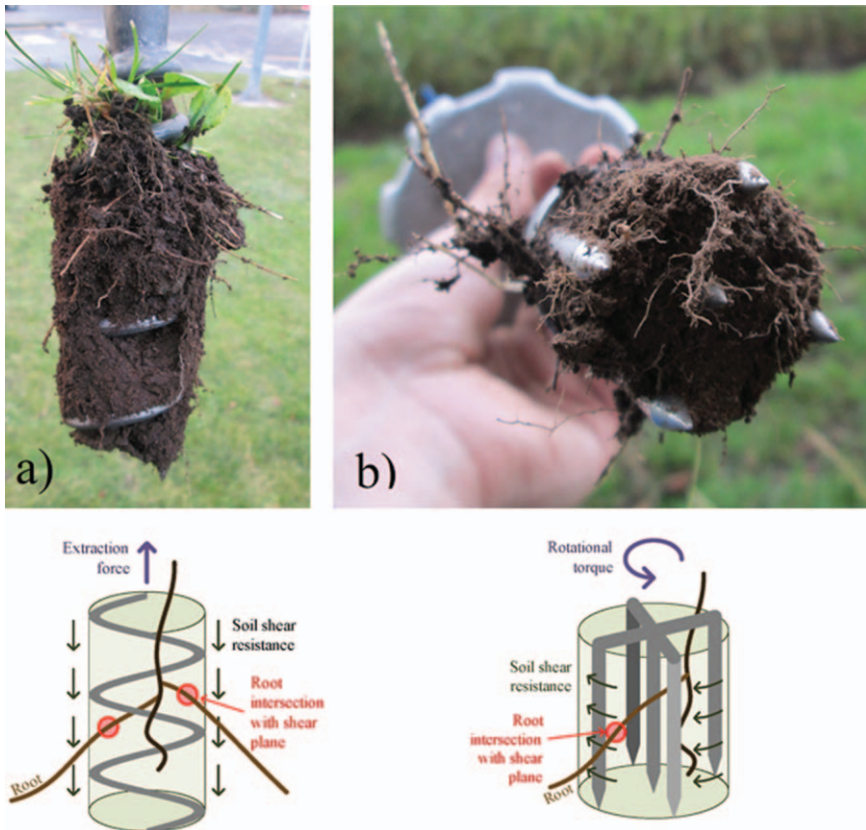 a)
b)
Extraction
force
Soil shear
resistance
Root
intersection
with shear
plane
Root
Rotational
torque
Soil shear
resistance
Root
intersection
with shear
plane
Root